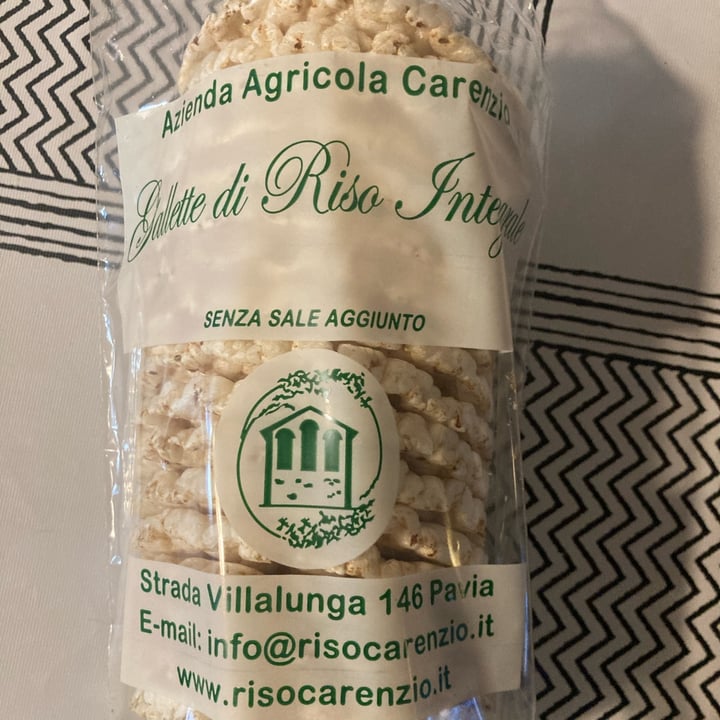 Azienda Agricola Carenzio
Gallette di Riso Integrale
SENZA SALE AGGIUNTO
Strada Villalunga 146 Pavia
E-mail: info@risocarenzio.it
www.risocarenzio.it